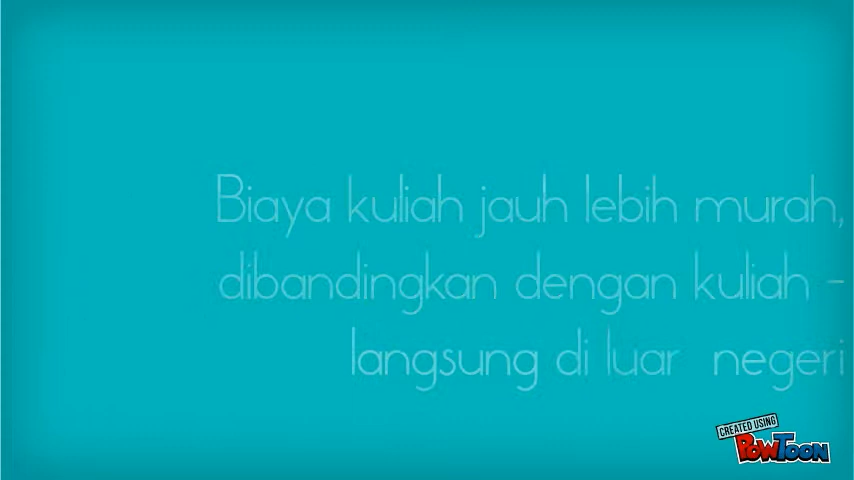 Biaya kuliah jauh lebih murah,
dibandingkan dengan kuliah -
langsung di luar negeri
CREATED USING
POWTOON